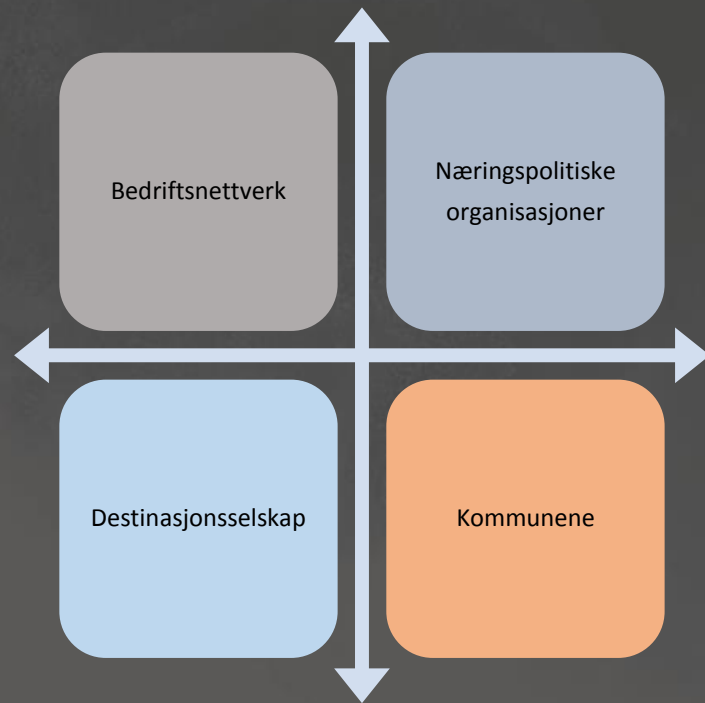 Bedriftsnettverk
Næringspolitiske
organisasjoner
Destinasjonsselskap
Kommunene